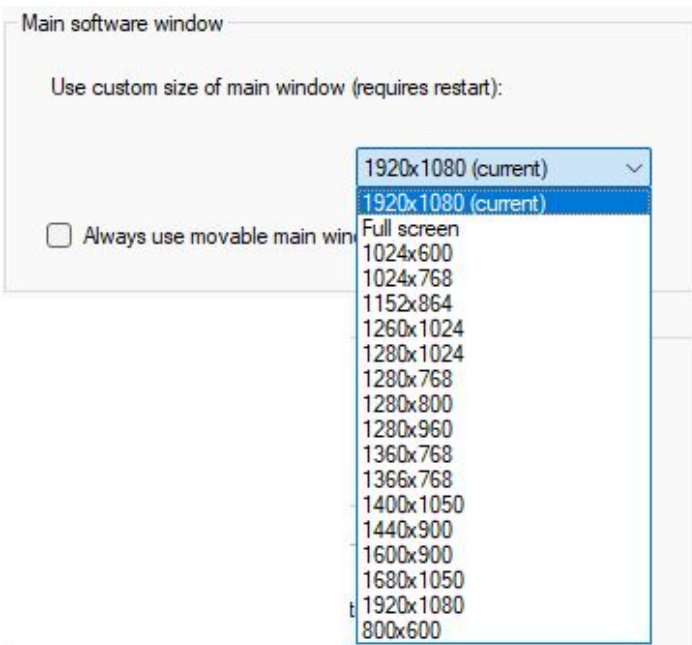 Main software window
Use custom size of main window (requires restart):
1920x1080 (current)
1920x1080 (current)
Always use movable main win
Full screen
1024x600
1024x768
1152x864
1260x1024
1280x1024
1280x768
1280x800
1280x960
1360x768
1366x768
1400x1050
1440x900
1600x900
1680x1050
1920x1080
t
800x600